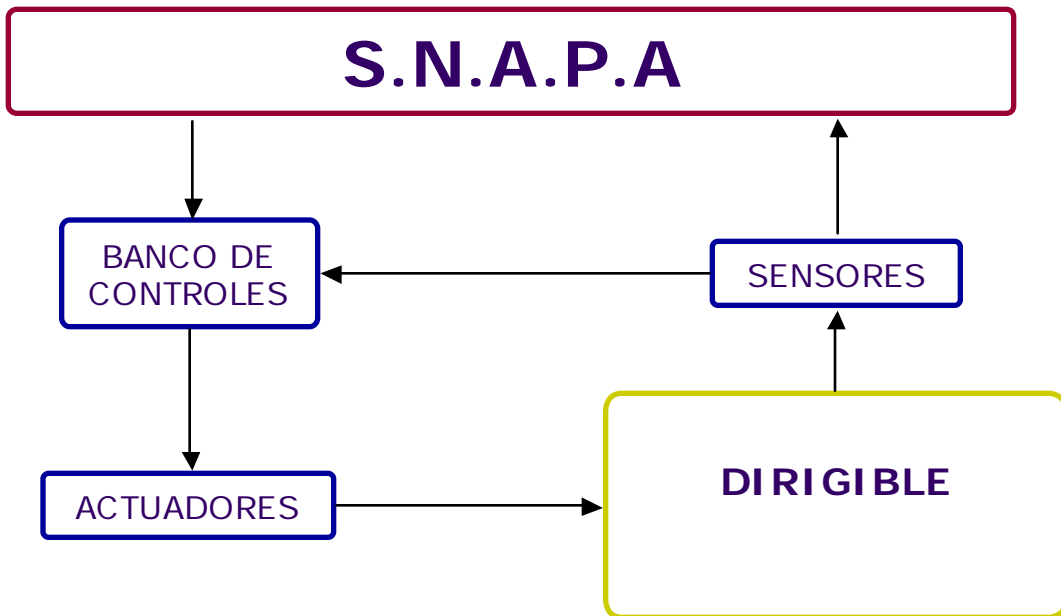 S.N.A.P.A
BANCO DE
CONTROLES
SENSORES
DIRIGIBLE
ACTUADORES